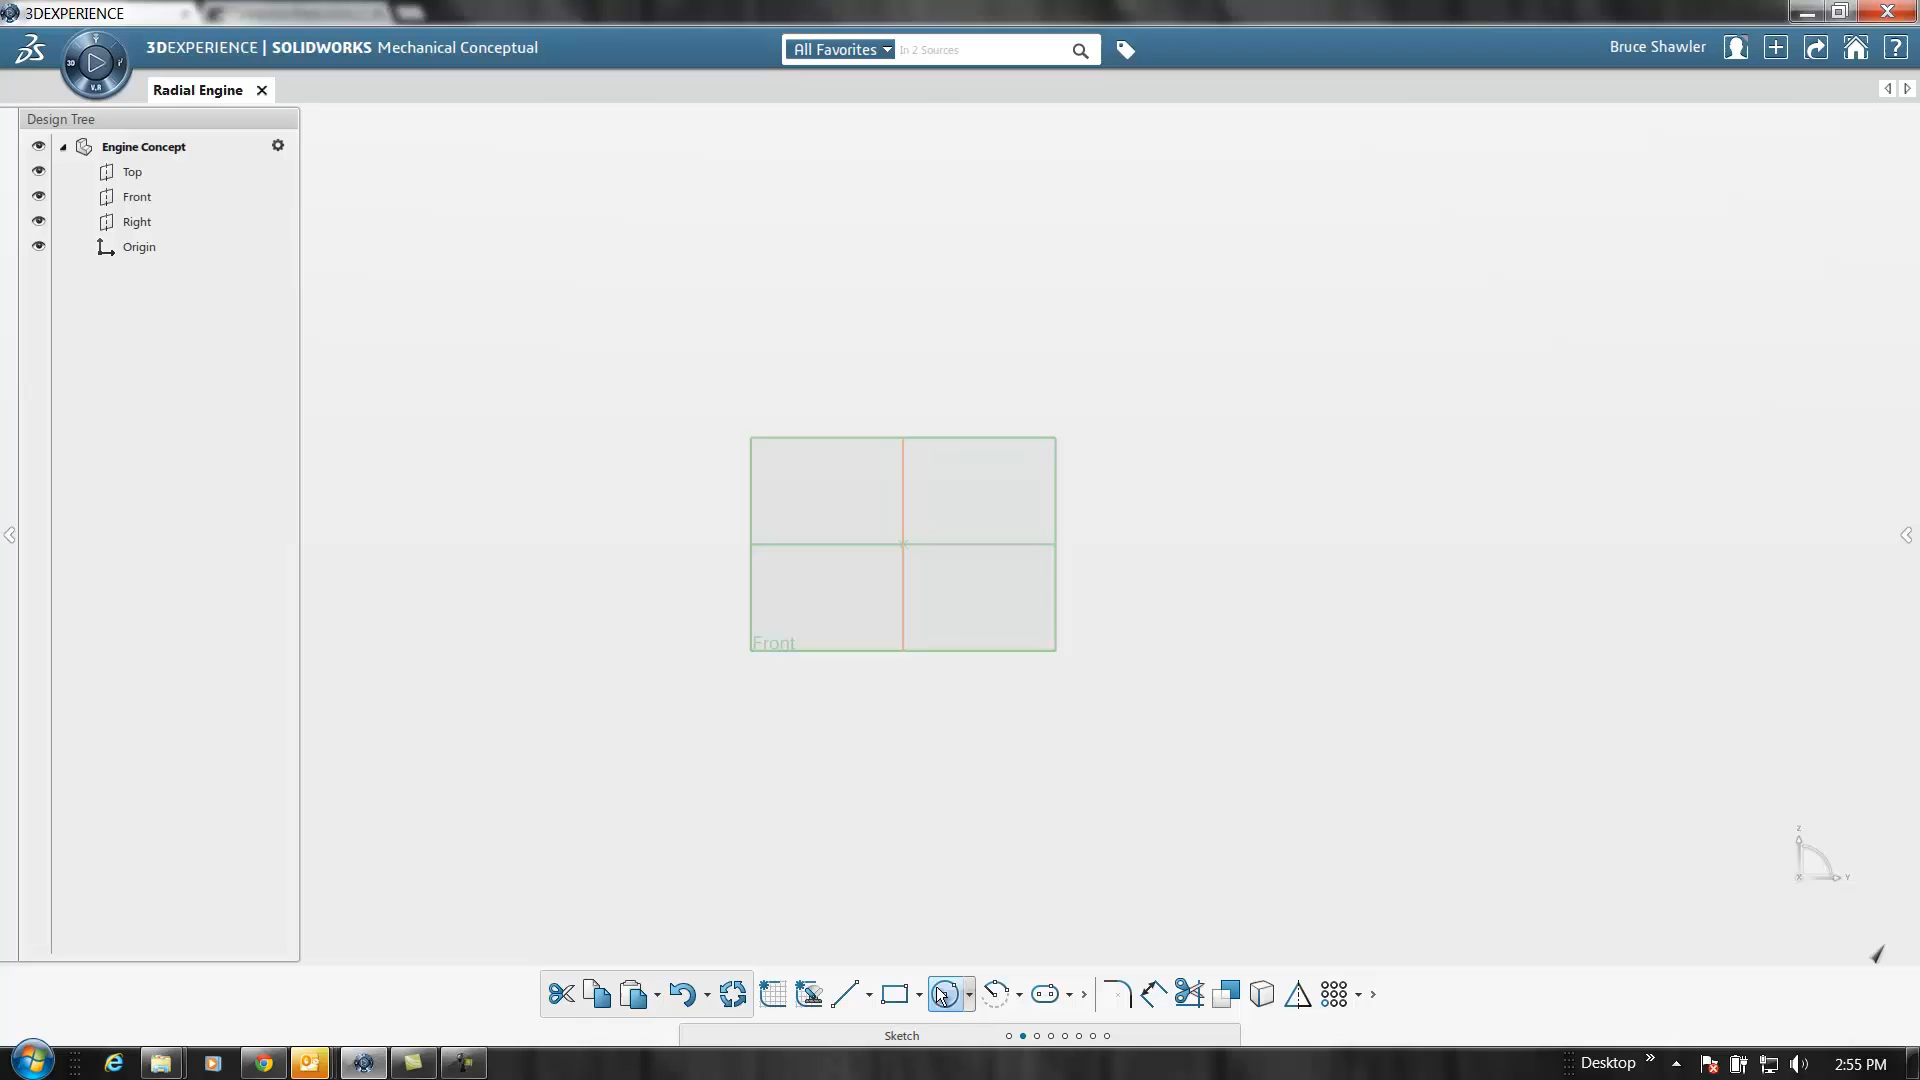 3DEXPERIENCE
3DEXPERIENCE | SOLIDWORKS Mechanical Conceptual
3D
V.R
All Favorites
In 2 Sources
Bruce Shawler
?
Radial Engine
Design Tree
Engine Concept
Top
Front
Right
Origin
Front
Z
X
Y
Sketch
Desktop
2:55 PM